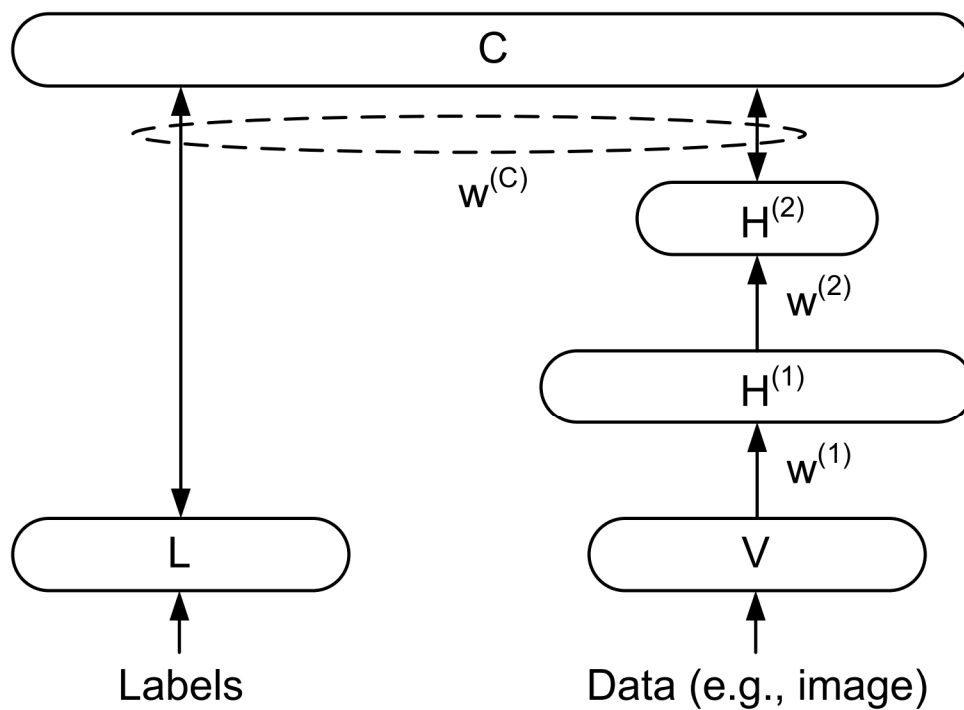 C
w^(C)
H^(2)
w^(2)
H^(1)
w^(1)
L
V
Labels
Data (e.g., image)